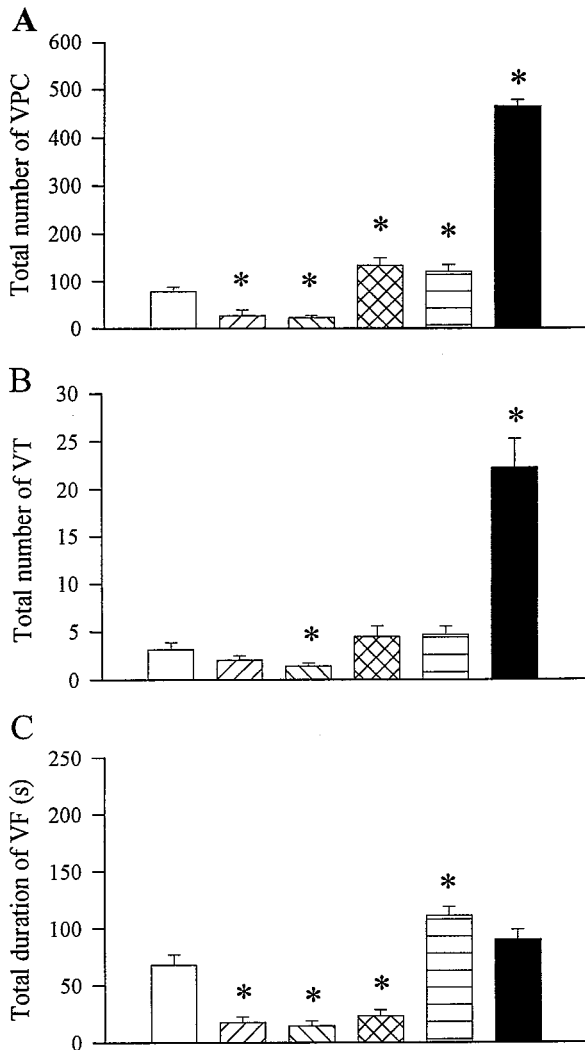 A
Total number of VPC
600
500
400
300
200
100
0
* * * * *
B
Total number of VT
30
25
20
15
10
5
0
* *
C
Total duration of VF (s)
250
200
150
100
50
0
* * * *